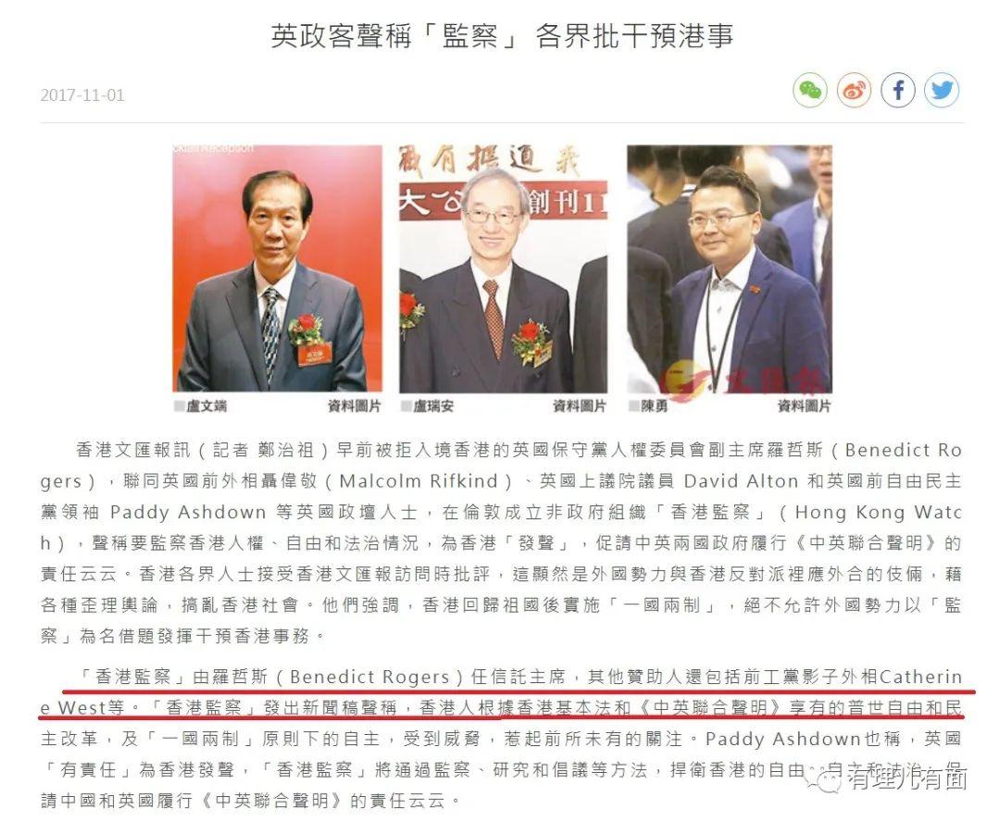 英政客聲稱「監察」 各界批干預港事
2017-11-01
cktail Reception
有 握 道 義
大公 創刊11
文匯報
盧文端 資料圖片
盧瑞安 資料圖片
陳勇 資料圖片
香港文匯報訊（記者 鄭治祖）早前被拒入境香港的英國保守黨人權委員會副主席羅哲斯（Benedict Ro
gers），聯同英國前外相聶偉敬（Malcolm Rifkind）、英國上議院議員 David Alton 和英國前自由民主
黨領袖 Paddy Ashdown 等英國政壇人士，在倫敦成立非政府組織「香港監察」（Hong Kong Watc
h），聲稱要監察香港人權、自由和法治情況，為香港「發聲」，促請中英兩國政府履行《中英聯合聲明》的
責任云云。香港各界人士接受香港文匯報訪問時批評，這顯然是外國勢力與香港反對派裡應外合的伎倆，藉
各種歪理輿論，搞亂香港社會。他們強調，香港回歸祖國後實施「一國兩制」，絕不允許外國勢力以「監
察」為名借題發揮干預香港事務。
「香港監察」由羅哲斯（Benedict Rogers）任信託主席，其他贊助人還包括前工黨影子外相Catherin
e West等。「香港監察」發出新聞稿聲稱，香港人根據香港基本法和《中英聯合聲明》享有的普世自由和民
主改革，及「一國兩制」原則下的自主，受到威脅，惹起前所未有的關注。Paddy Ashdown也稱，英國
「有責任」為香港發聲，「香港監察」將通過監察、研究和倡議等方法，捍衛香港的自由、自主和法治，促
請中國和英國履行《中英聯合聲明》的責任云云。
有理儿有面